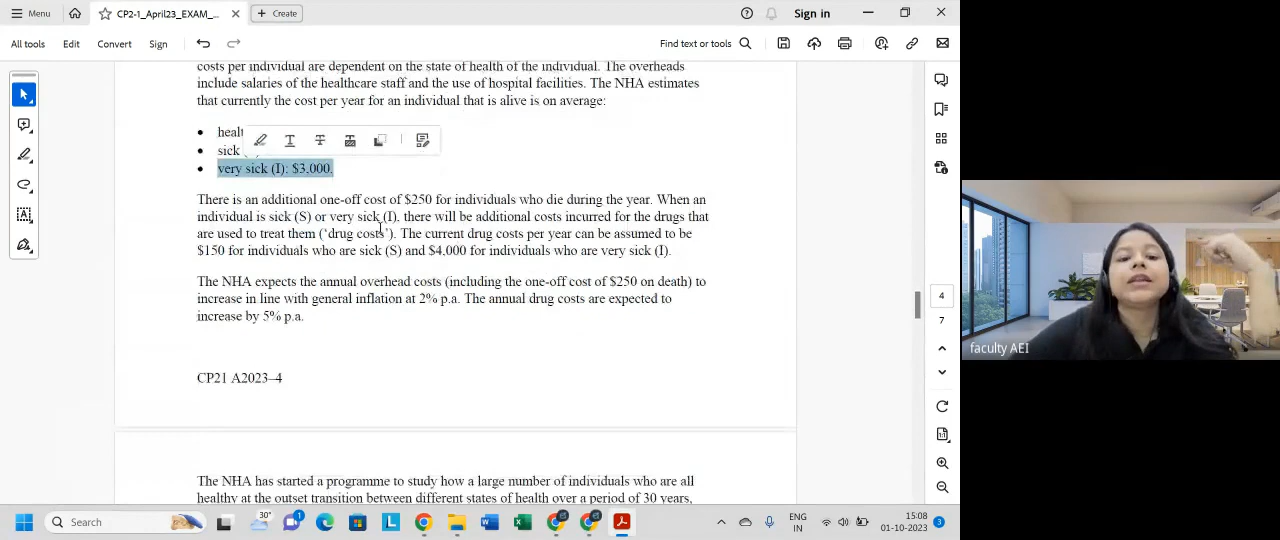 Menu
CP2-1_April23_EXAM_...
Create
Sign in
All tools
Edit
Convert
Sign
Find text or tools
costs per individual are dependent on the state of health of the individual. The overheads
include salaries of the healthcare staff and the use of hospital facilities. The NHA estimates
that currently the cost per year for an individual that is alive is on average:
• healt
• sick
• very sick (I): $3,000.
There is an additional one-off cost of $250 for individuals who die during the year. When an
individual is sick (S) or very sick (I), there will be additional costs incurred for the drugs that
are used to treat them (‘drug costs’). The current drug costs per year can be assumed to be
$150 for individuals who are sick (S) and $4,000 for individuals who are very sick (I).
The NHA expects the annual overhead costs (including the one-off cost of $250 on death) to
increase in line with general inflation at 2% p.a. The annual drug costs are expected to
increase by 5% p.a.
CP21 A2023–4
The NHA has started a programme to study how a large number of individuals who are all
healthy at the outset transition between different states of health over a period of 30 years,
4
7
faculty AEI
Search
30°
1
ENG
IN
15:08
01-10-2023
3